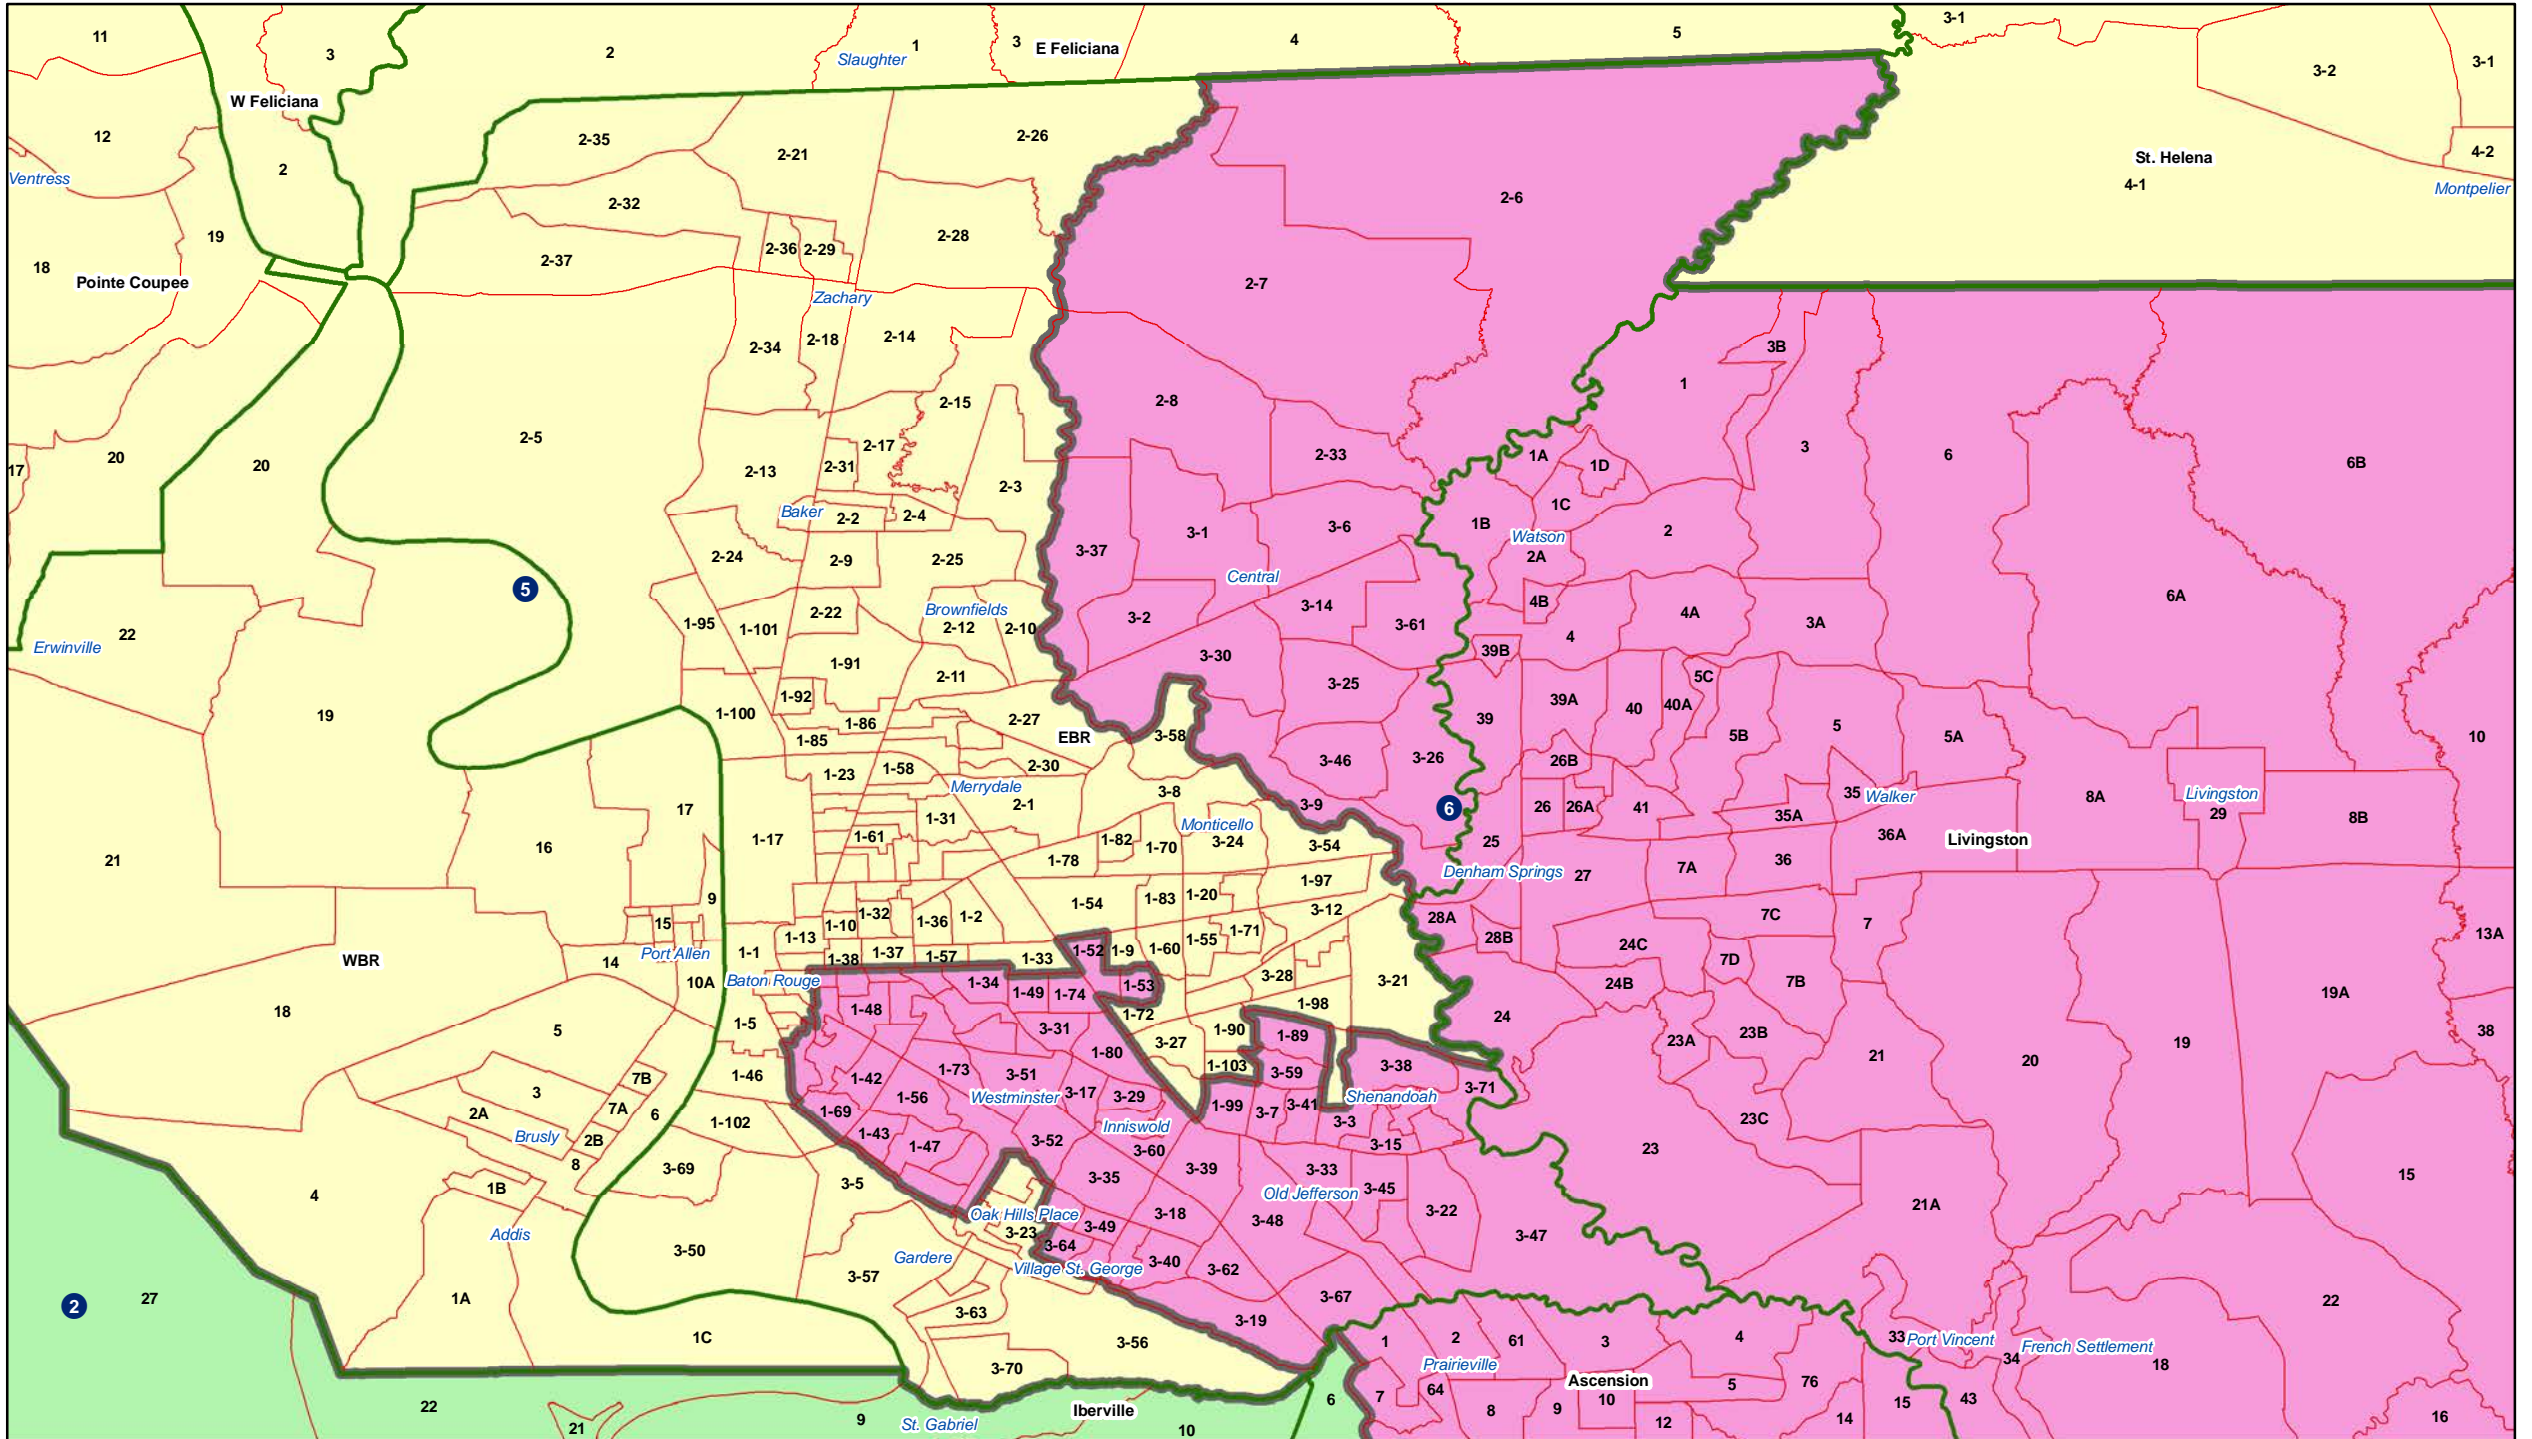 11
3
2
Slaughter
1
3
E Feliciana
4
5
3-1
3-2
3-1
W Feliciana
12
2
2-35
2-21
2-26
St. Helena
4-2
4-1
Montpelier
Ventress
19
18
Pointe Coupee
2-32
2-36
2-29
2-28
2-6
2-37
2-7
Zachary
2-34
2-18
2-14
3B
1
2-15
2-8
2-5
2-17
2-33
3
6
6B
17
20
20
2-13
2-31
2-3
1A
1D
1C
Baker
2-2
2-4
3-37
3-1
3-6
1B
Watson
2
2A
2-24
2-9
2-25
Central
5
22
Erwinville
1-95
1-101
2-22
Brownfields
2-12
2-10
3-2
3-14
3-61
4B
4A
3A
6A
4
39B
1-91
2-11
3-30
3-25
5C
19
1-100
1-92
1-86
1-85
2-27
EBR
3-58
39
39A
40
40A
5B
5
5A
10
1-23
1-58
2-30
3-46
3-26
26B
Merrydale
2-1
3-8
3-9
6
26
26A
41
35
Walker
35A
8A
Livingston
29
8B
17
16
21
1-17
1-31
1-61
Monticello
3-24
1-82
1-70
1-78
3-54
25
36A
Livingston
Denham Springs
27
7A
36
9
1-54
1-83
1-20
1-97
15
1-10
1-32
1-36
1-2
3-12
28A
7C
7
WBR
14
Port Allen
1-1
1-13
1-38
1-37
1-57
1-33
1-52
1-9
1-60
1-55
1-71
28B
24C
13A
10A
Baton Rouge
1-34
1-49
1-74
1-53
3-28
3-21
7D
7B
24B
19A
18
5
1-5
1-48
3-31
1-72
1-98
24
38
1-90
1-89
3-27
23A
23B
21
20
19
3
7B
1-46
1-42
1-73
3-51
1-80
1-103
3-59
3-38
2A
7A
6
1-56
Westminster
3-17
3-29
1-99
3-7
3-41
Shenandoah
3-71
Brusly
2B
1-102
1-69
1-43
1-47
3-52
Inniswold
3-60
3-3
3-15
23C
23
8
3-69
3-5
3-35
3-39
3-33
15
4
1B
Addis
Oak Hills Place
3-23
3-49
3-18
Old Jefferson
3-48
3-45
3-22
3-47
21A
3-50
Gardere
3-64
Village St. George
3-40
3-62
3-57
2
27
1A
1C
3-63
3-56
3-19
3-67
22
1
2
61
3
4
33
Port Vincent
34
French Settlement
18
Prairieville
3-70
Ascension
7
64
8
9
10
5
76
12
14
15
43
16
22
21
9
St. Gabriel
Iberville
10
6